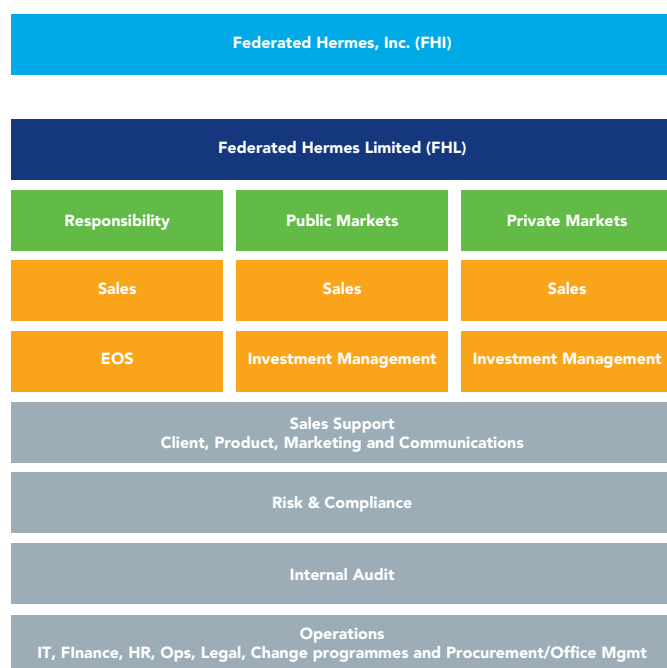 Federated Hermes, Inc. (FHI)
Federated Hermes Limited (FHL)
Responsibility
Public Markets
Private Markets
Sales
Sales
Sales
EOS
Investment Management
Investment Management
Sales Support
Client, Product, Marketing and Communications
Risk & Compliance
Internal Audit
Operations
IT, FInance, HR, Ops, Legal, Change programmes and Procurement/Office Mgmt